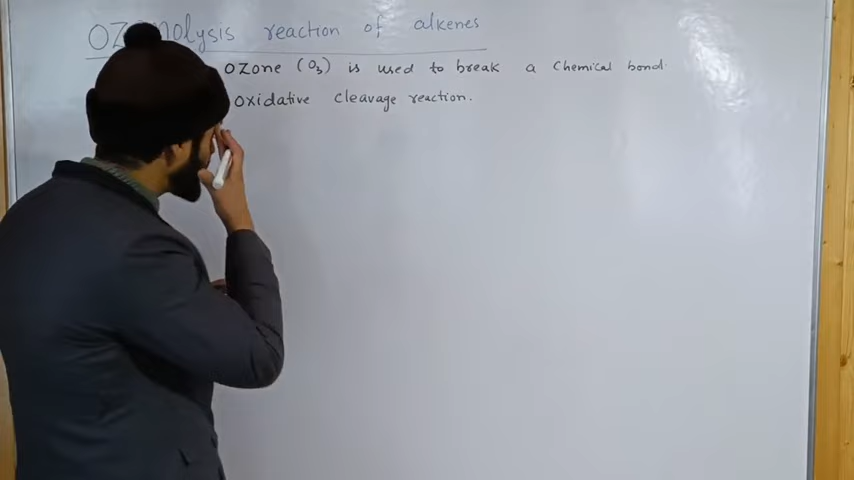 OZonolysis reaction of alkenes
OZone (O3) is used to break a Chemical bond.
Oxidative Cleavage reaction.